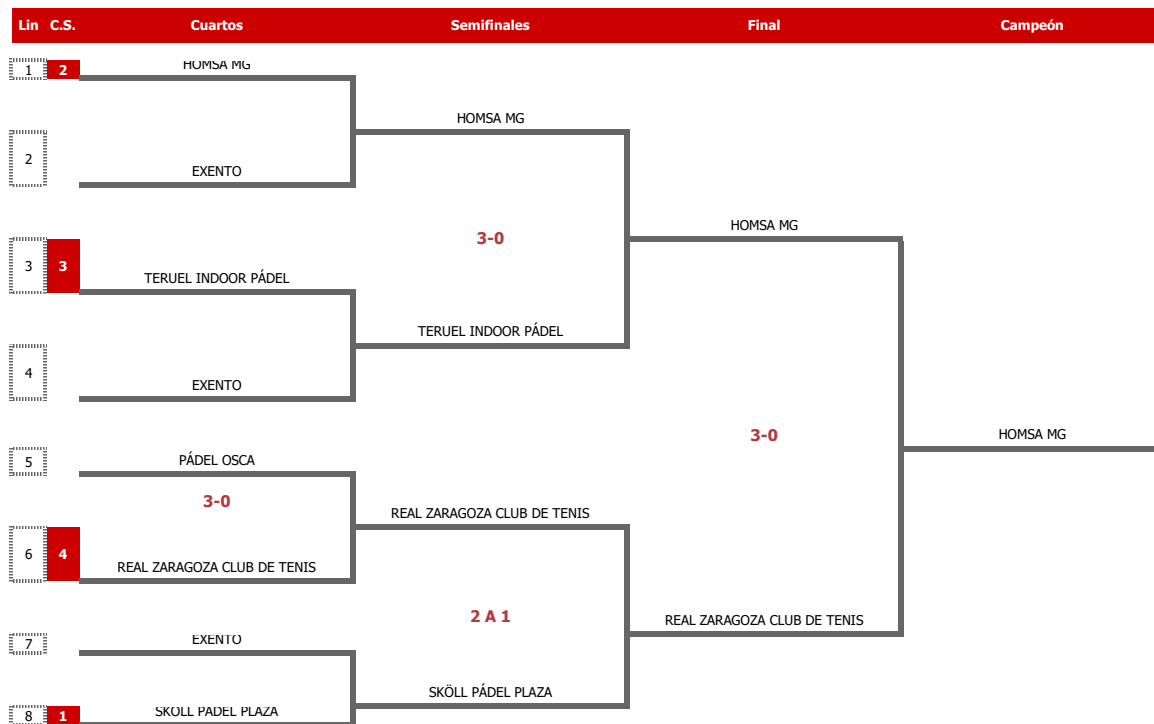 Lin C.S. Cuartos Semifinales Final Campeón
1 2 HOMSA MG
HOMSA MG
2 EXENTO
HOMSA MG
3-0
3 3 TERUEL INDOOR PÁDEL
TERUEL INDOOR PÁDEL
4 EXENTO
3-0
HOMSA MG
5 PÁDEL OSCA
3-0
REAL ZARAGOZA CLUB DE TENIS
6 4 REAL ZARAGOZA CLUB DE TENIS
2 A 1
REAL ZARAGOZA CLUB DE TENIS
7 EXENTO
SKÖLL PÁDEL PLAZA
8 1 SKÖLL PÁDEL PLAZA